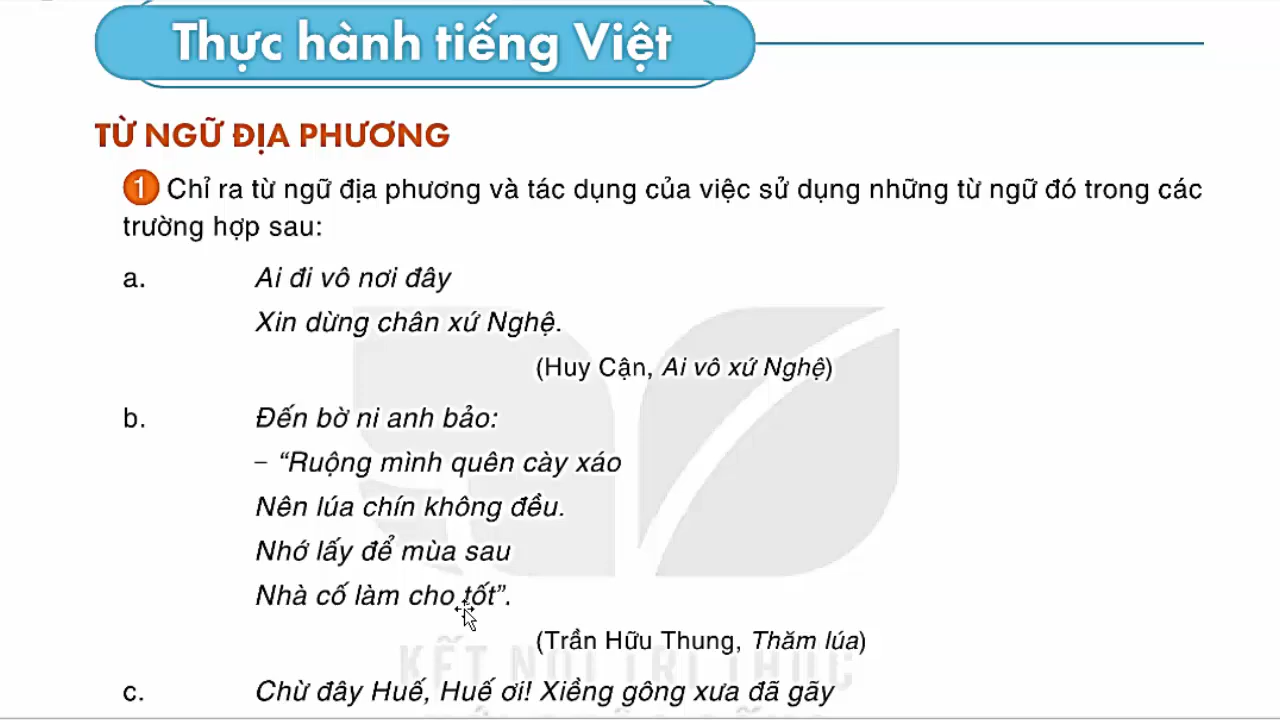 Thực hành tiếng Việt
TỪ NGỮ ĐỊA PHƯƠNG
1 Chỉ ra từ ngữ địa phương và tác dụng của việc sử dụng những từ ngữ đó trong các
trường hợp sau:
a. Ai đi vô nơi đây
Xin dừng chân xứ Nghệ.
(Huy Cận, Ai vô xứ Nghệ)
b. Đến bờ ni anh bảo:
– “Ruộng mình quên cày xáo
Nên lúa chín không đều.
Nhớ lấy để mùa sau
Nhà cố làm cho tốt”.
(Trần Hữu Thung, Thăm lúa)
KẾT NỐI TRI THỨC
c. Chừ đây Huế, Huế ơi! Xiềng gông xưa đã gãy